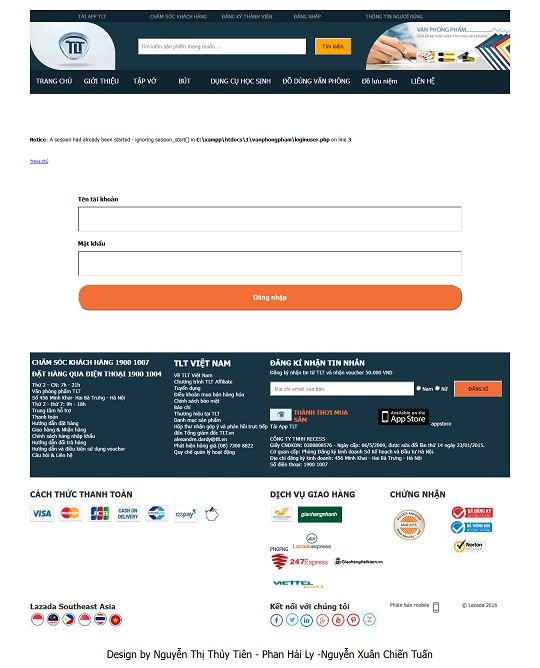 TẢI APP TLT CHĂM SÓC KHÁCH HÀNG ĐĂNG KÝ THÀNH VIÊN ĐĂNG NHẬP THÔNG TIN NGƯỜI DÙNG
TLT
Tìm kiếm sản phẩm mong muốn ...
Tìm kiếm
VĂN PHÒNG PHẨM
TRANG CHỦ GIỚI THIỆU TẬP VỞ BÚT DỤNG CỤ HỌC SINH ĐỒ DÙNG VĂN PHÒNG Đồ lưu niệm LIÊN HỆ
Notice: A session had already been started - ignoring session_start() in C:\xampp\htdocs\1\vanphongpham\loginuser.php on line 3
Trang chủ
Tên tài khoản
Mật khẩu
Đăng nhập
CHĂM SÓC KHÁCH HÀNG 1900 1007
ĐẶT HÀNG QUA ĐIỆN THOẠI 1900 1004
Thứ 2 - CN: 7h - 21h
Văn phòng phẩm TLT
Số 456 Minh Khai- Hai Bà Trưng - Hà Nội
Thứ 2 - thứ 7: 9h - 18h
Trung tâm hỗ trợ
Thanh toán
Hướng dẫn đặt hàng
Giao hàng & Nhận hàng
Chính sách hàng nhập khẩu
Hướng dẫn đổi trả hàng
Hướng dẫn và điều kiện sử dụng voucher
Câu hỏi & Liên hệ
TLT VIỆT NAM
Về TLT Việt Nam
Chương trình TLT Affiliate
Tuyển dụng
Điều khoản mua bán hàng hóa
Chính sách bảo mật
Báo chí
Thương hiệu tại TLT
Danh mục sản phẩm
Hộp thư nhận góp ý và phản hồi trực tiếp
đến Tổng giám đốc TLT.vn
alexandre.dardy@tlt.vn
Phát hiện hàng giả (08) 7300 8822
Quy chế quản lý hoạt động
ĐĂNG KÍ NHẬN TIN NHẮN
Đăng ký nhận tin từ TLT và nhận voucher 50.000 VND
Địa chỉ email của bạn
Nam Nữ
ĐĂNG KÍ
THẢNH THƠI MUA
SẮM
Tải App TLT
Available on the
App Store
appstore
CÔNG TY TNHH RECESS
Giấy CNĐKDN: 0308808576 - Ngày cấp: 06/5/2009, được sửa đổi lần thứ 14 ngày 23/01/2015.
Cơ quan cấp: Phòng Đăng ký kinh doanh Sở Kế hoạch và Đầu tư Hà Nội.
Địa chỉ đăng ký kinh doanh: 456 Minh Khai - Hai Bà Trưng - Hà Nội
Số điện thoại: 1900 1007
CÁCH THỨC THANH TOÁN
VISA
MasterCard
JCB
CASH ON
DELIVERY
123pay
DỊCH VỤ GIAO HÀNG
giaohangnhanh
Lazada express
PNGPNG
247Express
Giaohangtietkiem.vn
VIETTEL
CHỨNG NHẬN
ĐÃ ĐĂNG KÝ
ĐÃ THÔNG BÁO
Norton
Lazada Southeast Asia
Kết nối với chúng tôi
Phiên bản mobile
© Lazada 2016
Design by Nguyễn Thị Thủy Tiên - Phan Hải Ly -Nguyễn Xuân Chiến Tuấn